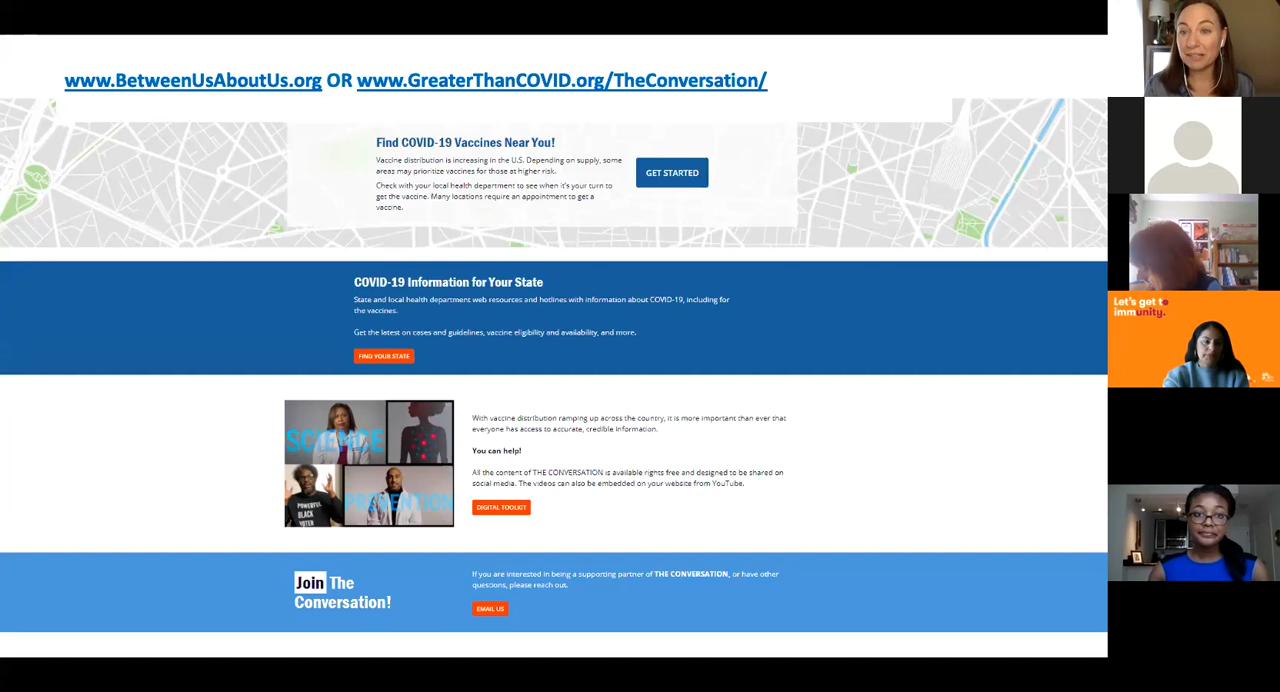 www.BetweenUsAboutUs.org OR www.GreaterThanCOVID.org/TheConversation/
Find COVID-19 Vaccines Near You!
Vaccine distribution is increasing in the U.S. Depending on supply, some
areas may prioritize vaccines for those at higher risk.
Check with your local health department to see when it's your turn to
get the vaccine. Many locations require an appointment to get a
vaccine.
GET STARTED
COVID-19 Information for Your State
State and local health department web resources and hotlines with information about COVID-19, including for
the vaccines.
Get the latest on cases and guidelines, vaccine eligibility and availability, and more.
FIND YOUR STATE
SCIENCE
PREVENTION
POWERFUL
BLACK
VOTER
With vaccine distribution ramping up across the country, it is more important than ever that
everyone has access to accurate, credible information.
You can help!
All the content of THE CONVERSATION is available rights free and designed to be shared on
social media. The videos can also be embedded on your website from YouTube.
DIGITAL TOOLKIT
Join The
Conversation!
If you are interested in being a supporting partner of THE CONVERSATION, or have other
questions, please reach out.
EMAIL US
Let's get to
immunity.